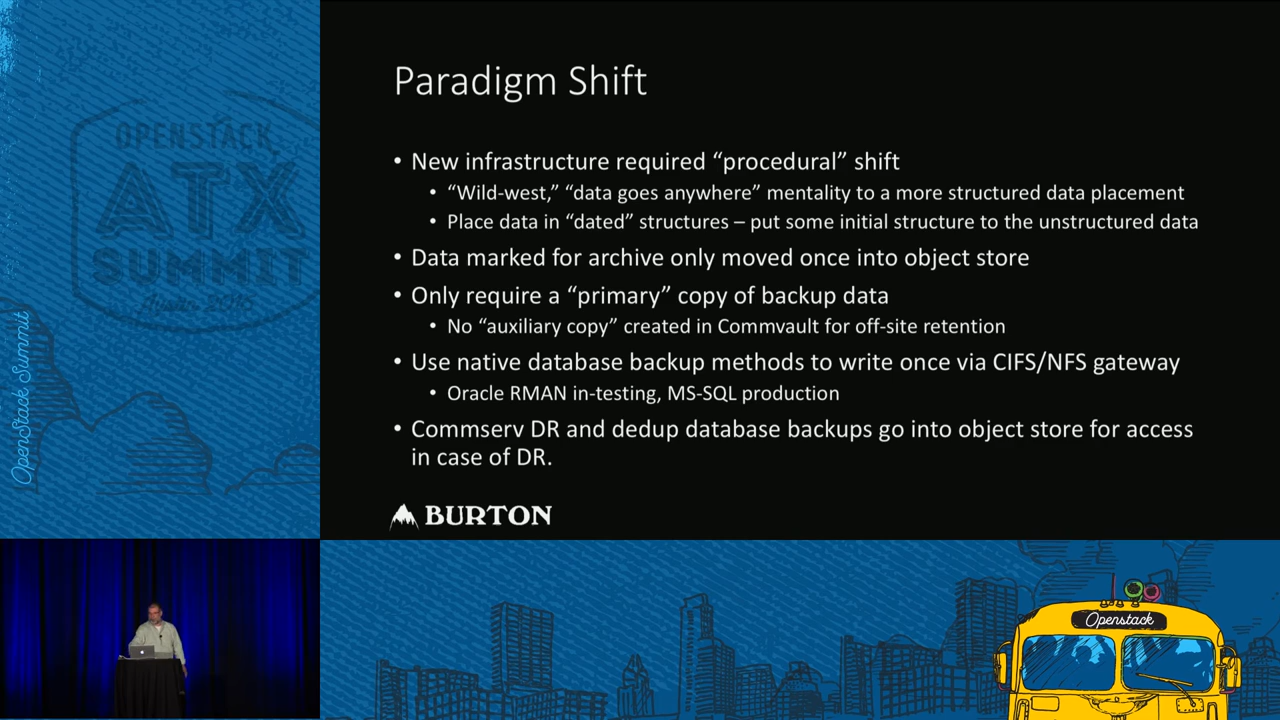 Paradigm Shift
• New infrastructure required “procedural” shift
• “Wild-west,” “data goes anywhere” mentality to a more structured data placement
• Place data in “dated” structures – put some initial structure to the unstructured data
• Data marked for archive only moved once into object store
• Only require a “primary” copy of backup data
• No “auxiliary copy” created in Commvault for off-site retention
• Use native database backup methods to write once via CIFS/NFS gateway
• Oracle RMAN in-testing, MS-SQL production
• Commserv DR and dedup database backups go into object store for access
in case of DR.
BURTON
OPENSTACK
ATX
SUMMIT
OpenStack Summit
Openstack